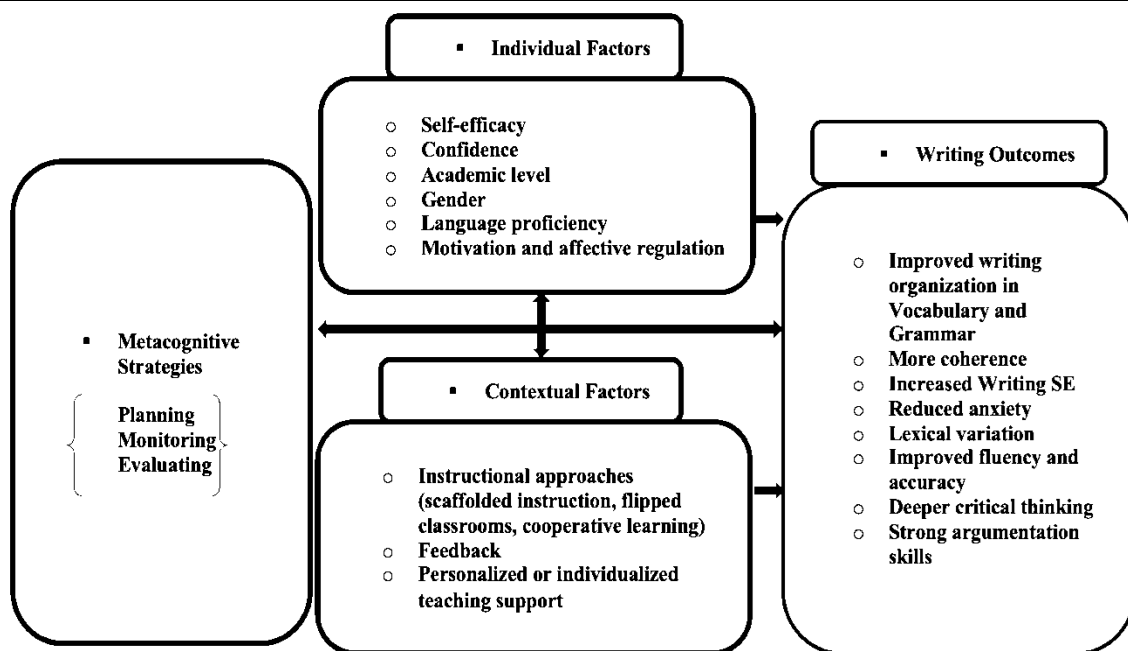 ▪ Individual Factors
○ Self-efficacy
○ Confidence
○ Academic level
○ Gender
○ Language proficiency
○ Motivation and affective regulation
▪ Metacognitive
Strategies
Planning
Monitoring
Evaluating
▪ Contextual Factors
○ Instructional approaches
(scaffolded instruction, flipped
classrooms, cooperative learning)
○ Feedback
○ Personalized or individualized
teaching support
▪ Writing Outcomes
○ Improved writing
organization in
Vocabulary and
Grammar
○ More coherence
○ Increased Writing SE
○ Reduced anxiety
○ Lexical variation
○ Improved fluency and
accuracy
○ Deeper critical thinking
○ Strong argumentation
skills